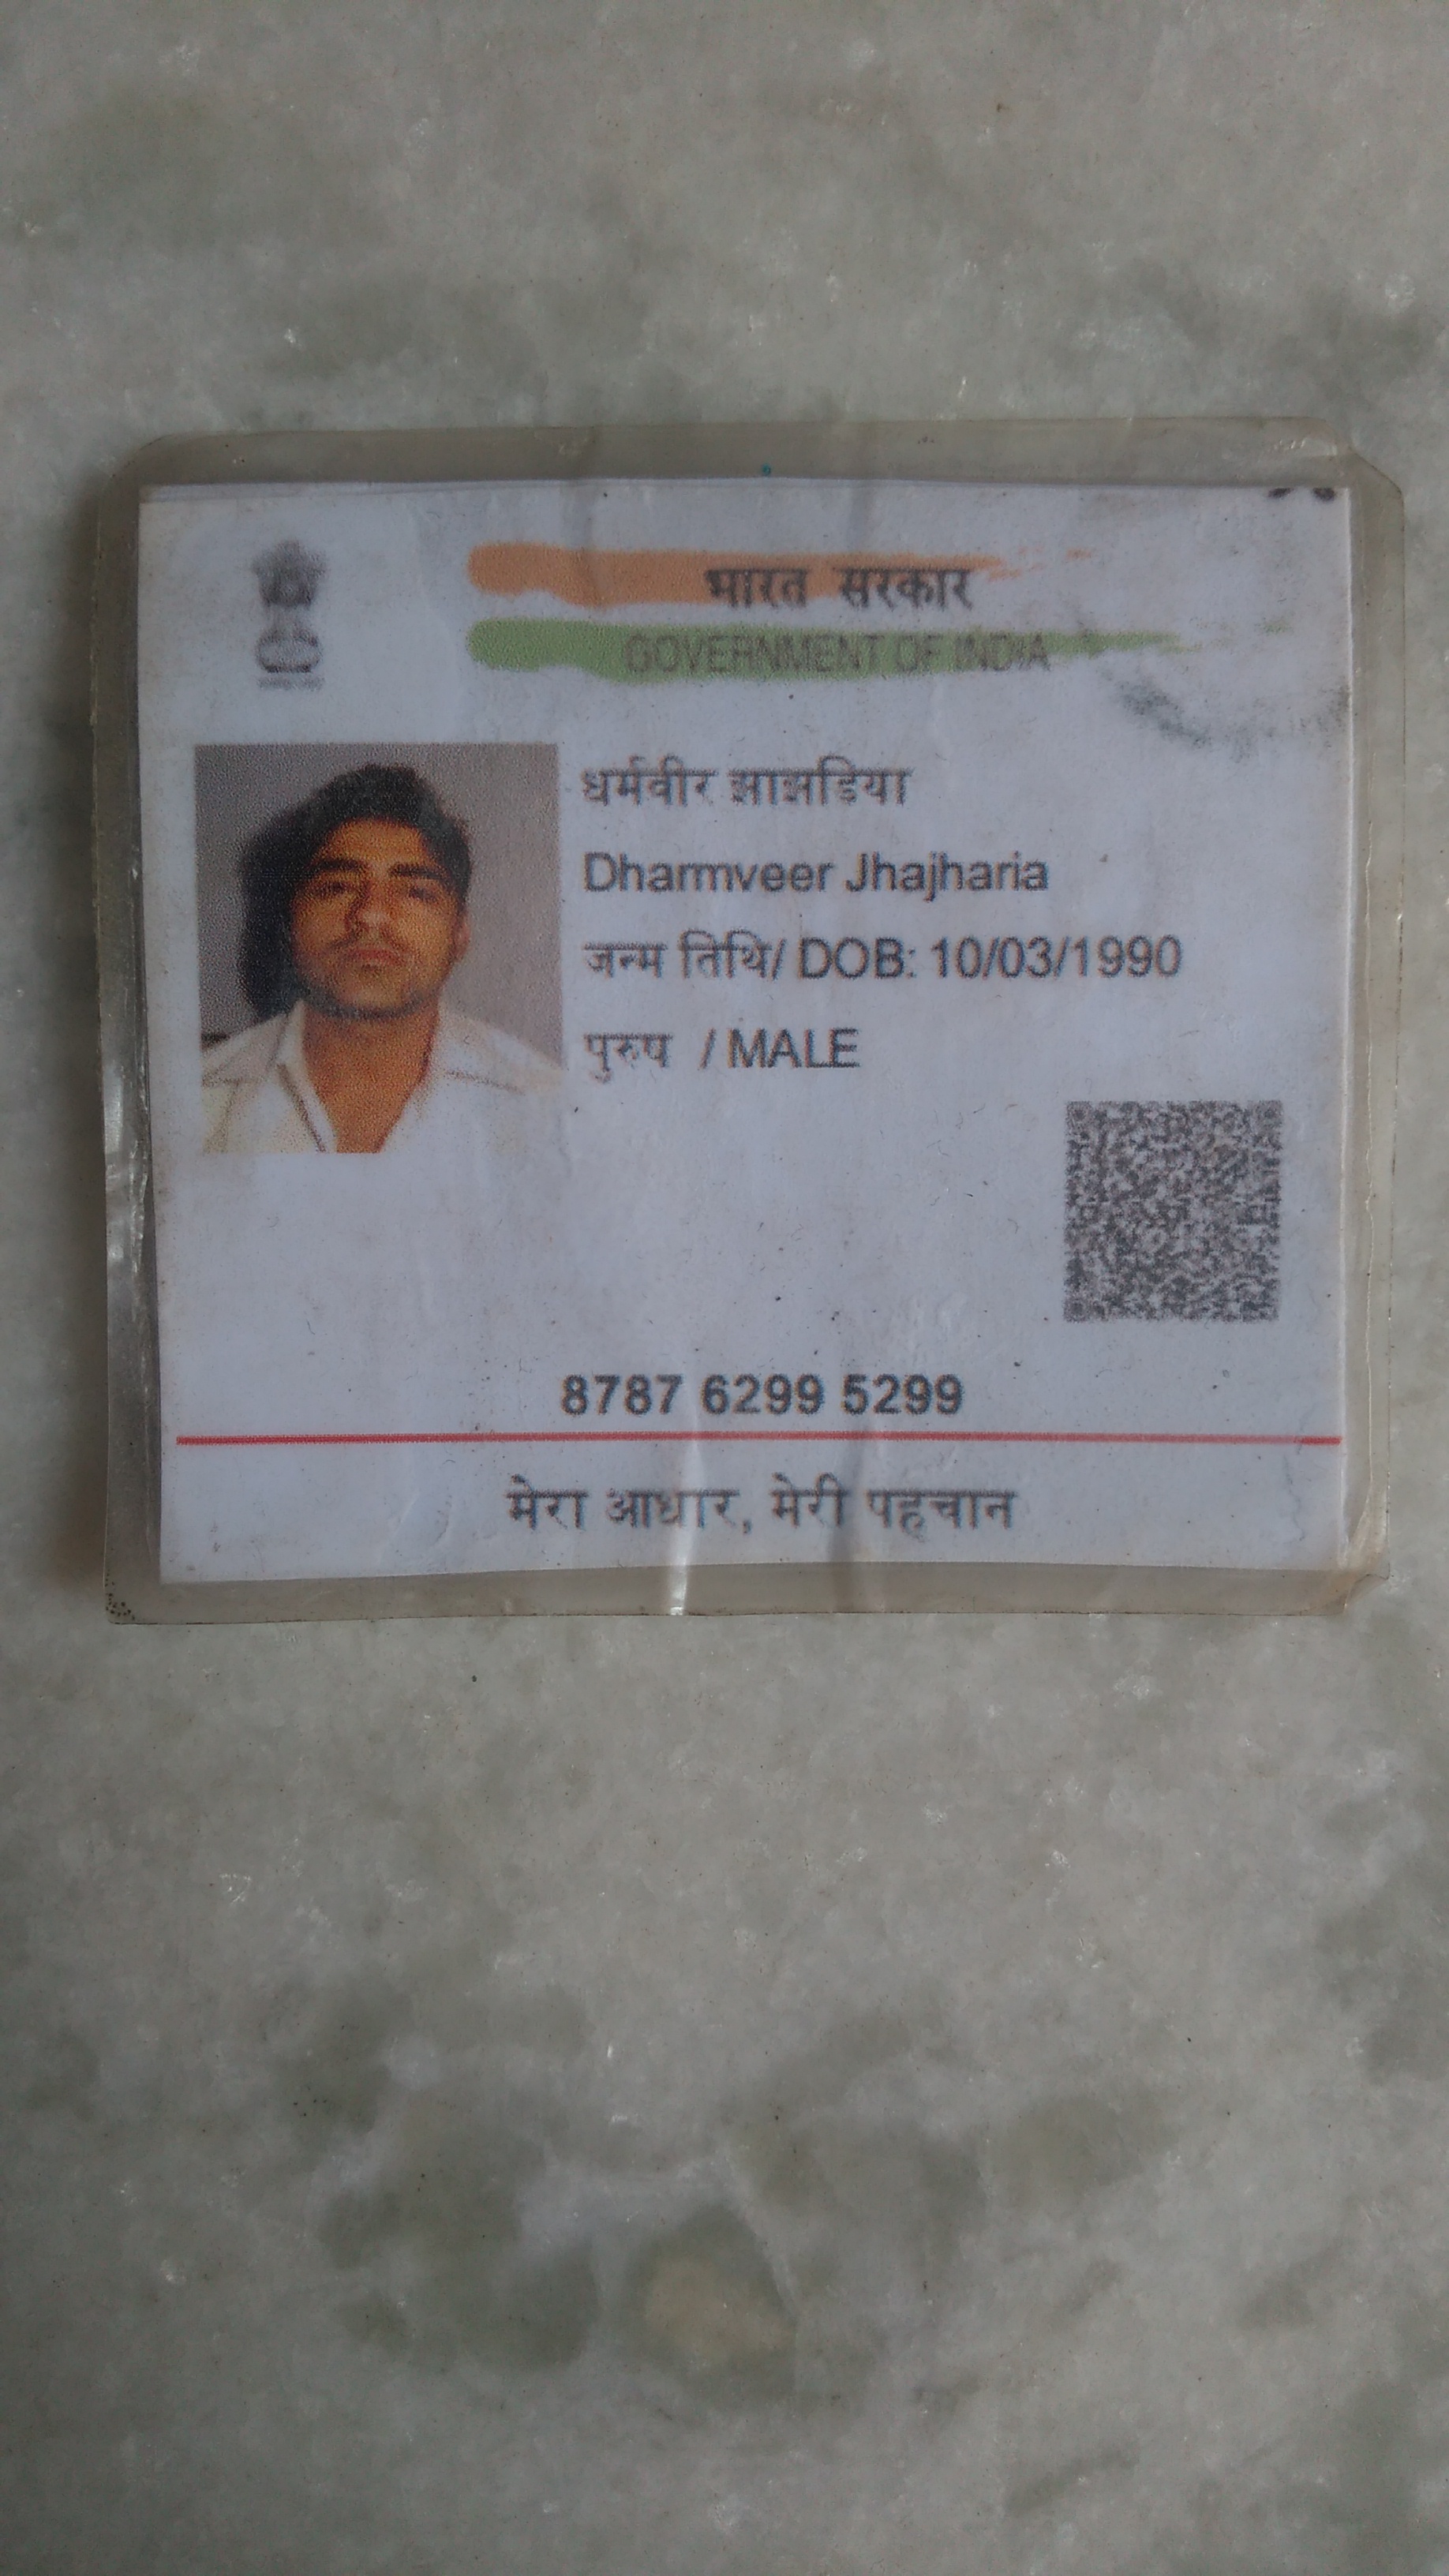 भारत सरकार
GOVERNMENT OF INDIA
धर्मवीर झाझडिया
Dharmveer Jhajharia
जन्म तिथि/ DOB: 10/03/1990
पुरुष / MALE
8787 6299 5299
मेरा आधार, मेरी पहचान